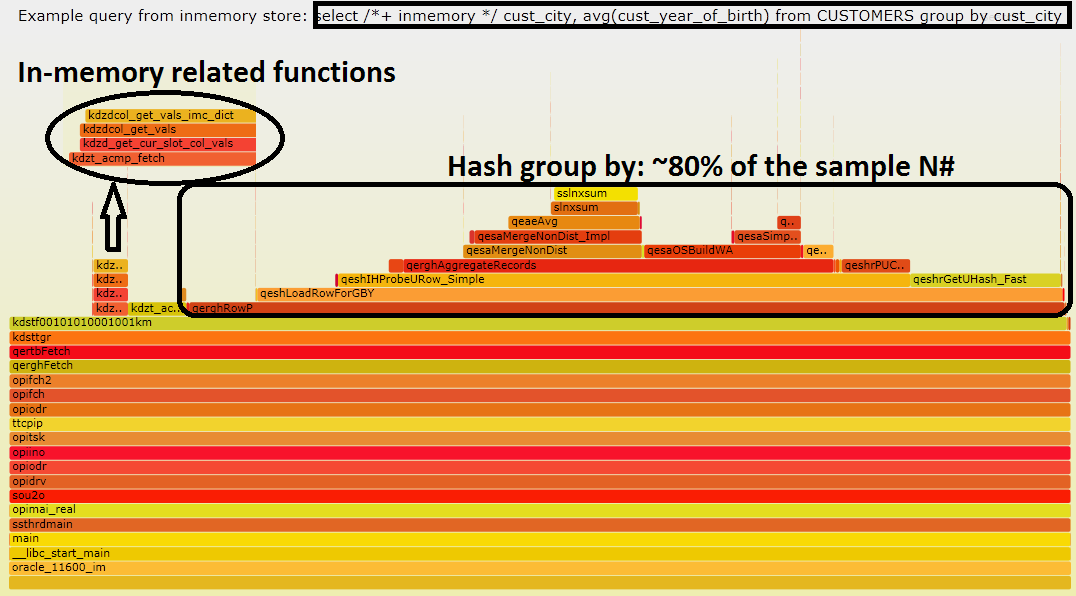 Example query from inmemory store: select /*+ inmemory */ cust_city, avg(cust_year_of_birth) from CUSTOMERS group by cust_city
In-memory related functions
kdzdcol_get_vals_imc_dict
kdzdcol_get_vals
kdzd_get_cur_slot_col_vals
kdzt_acmp_fetch
Hash group by: ~80% of the sample N#
sslnxsum
slnxsum
qeaeAvg q..
qesaMergeNonDist_Impl qesaSimp..
qesaMergeNonDist qesaOSBuildWA qe..
kdz.. qerghAggregateRecords qeshrPUC..
kdz.. qeshIHProbeURow_Simple qeshrGetUHash_Fast
kdz.. qeshLoadRowForGBY
kdz.. kdzt_ac.. qerghRowP
kdstf00101010001001km
kdsttgr
qertbFetch
qerghFetch
opifch2
opifch
opiodr
ttcpip
opitsk
opiino
opiodr
opidrv
sou2o
opimai_real
ssthrdmain
main
__libc_start_main
oracle_11600_im